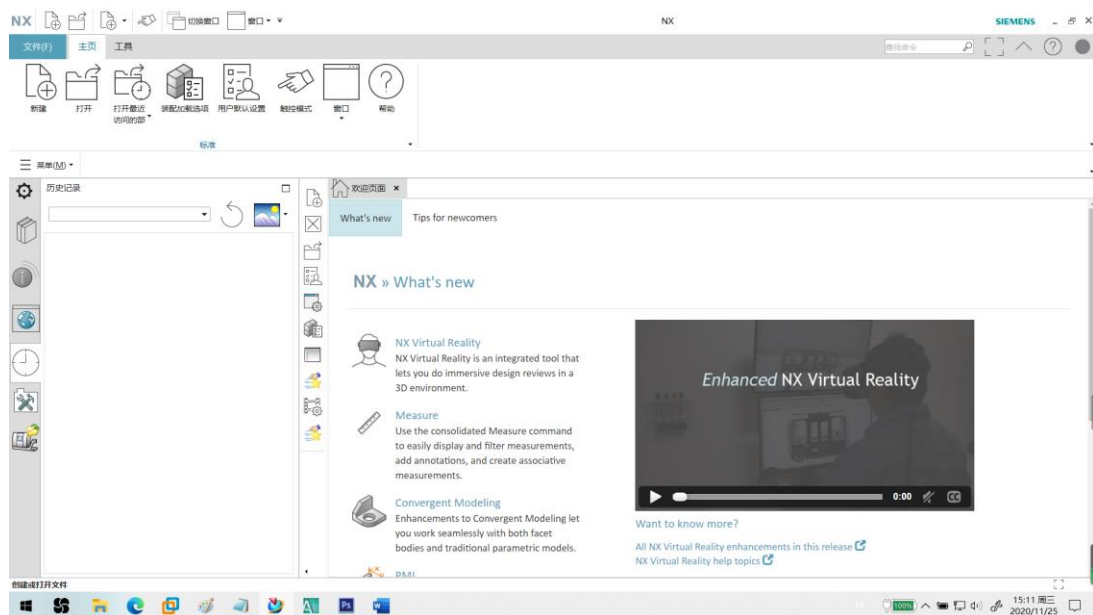 NX 切换窗口 窗口 NX SIEMENS
文件(F) 主页 工具 查找命令
新建 打开 打开最近访问的部 装配加载选项 用户默认设置 触控模式 窗口 帮助
标准
菜单(M)
历史记录
欢迎页面
What's new Tips for newcomers
NX » What's new
NX Virtual Reality
NX Virtual Reality is an integrated tool that
lets you do immersive design reviews in a
3D environment.
Measure
Use the consolidated Measure command
to easily display and filter measurements,
add annotations, and create associative
measurements.
Convergent Modeling
Enhancements to Convergent Modeling let
you work seamlessly with both facet
bodies and traditional parametric models.
PMI
Enhanced NX Virtual Reality
0:00 CC
Want to know more?
All NX Virtual Reality enhancements in this release
NX Virtual Reality help topics
创建或打开文件
Ps W 100% 15:11 周三
2020/11/25